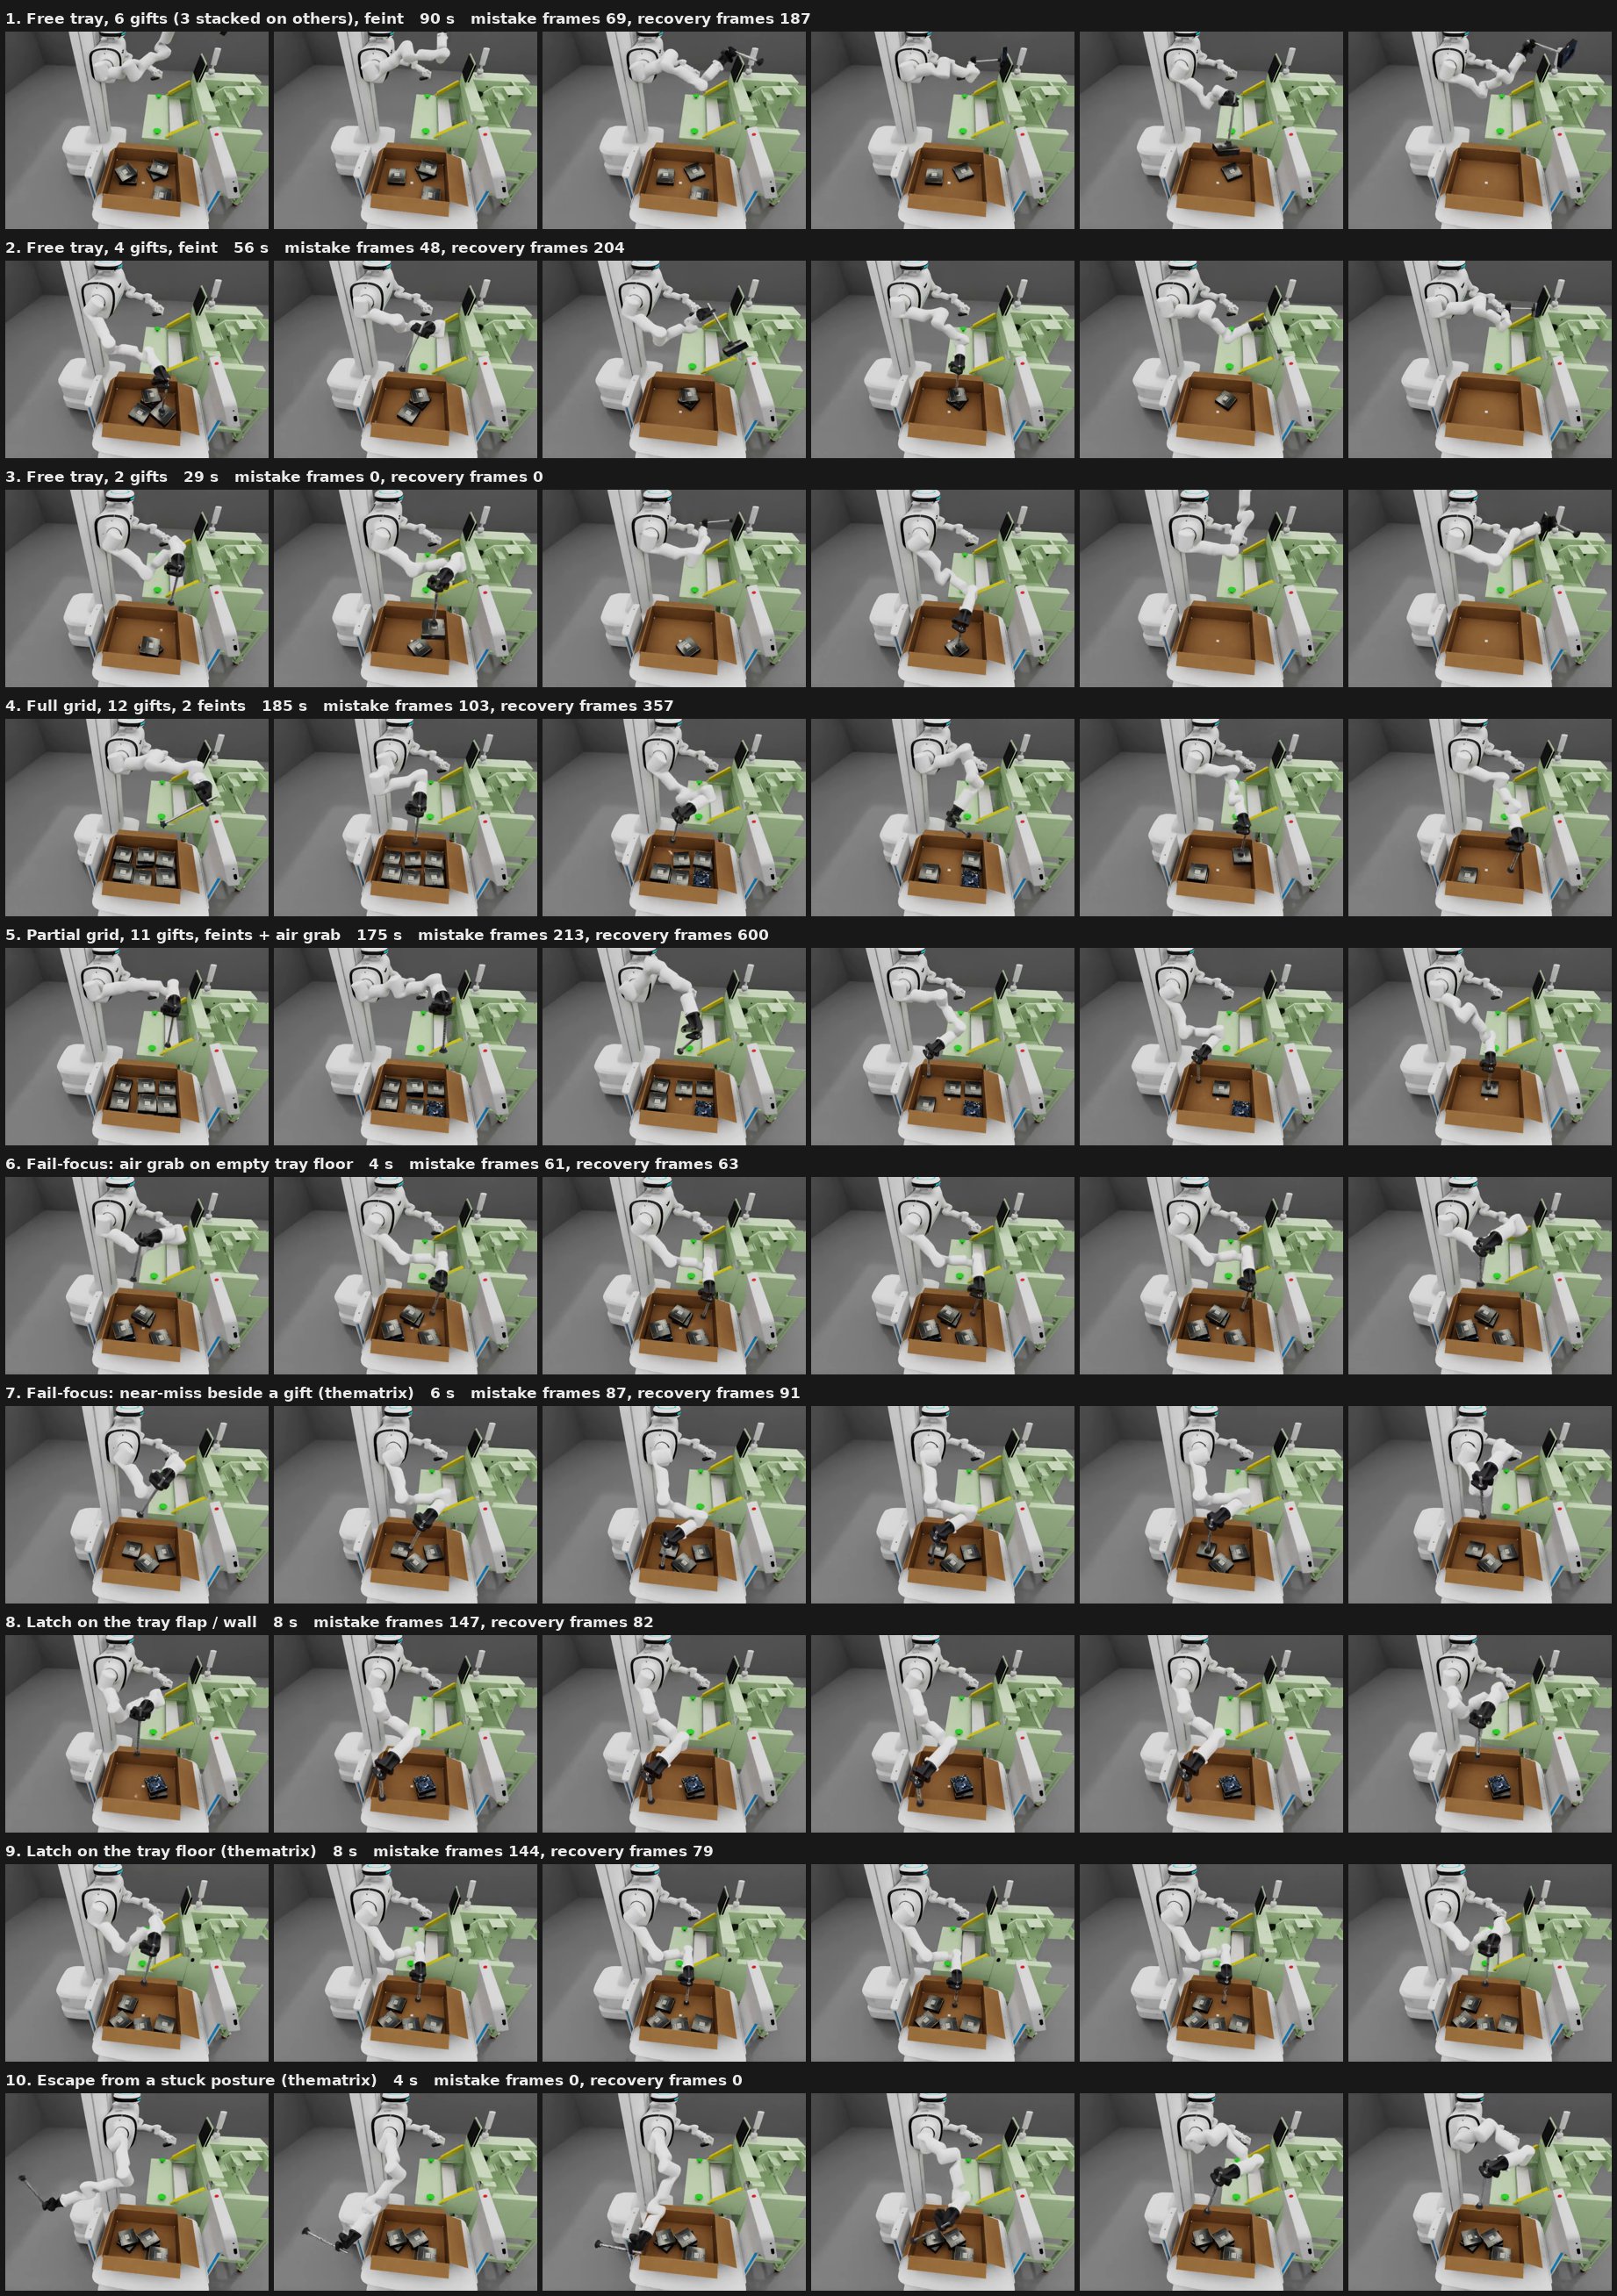 1. Free tray, 6 gifts (3 stacked on others), feint 90 s mistake frames 69, recovery frames 187
2. Free tray, 4 gifts, feint 56 s mistake frames 48, recovery frames 204
3. Free tray, 2 gifts 29 s mistake frames 0, recovery frames 0
4. Full grid, 12 gifts, 2 feints 185 s mistake frames 103, recovery frames 357
5. Partial grid, 11 gifts, feints + air grab 175 s mistake frames 213, recovery frames 600
6. Fail-focus: air grab on empty tray floor 4 s mistake frames 61, recovery frames 63
7. Fail-focus: near-miss beside a gift (thematrix) 6 s mistake frames 87, recovery frames 91
8. Latch on the tray flap / wall 8 s mistake frames 147, recovery frames 82
9. Latch on the tray floor (thematrix) 8 s mistake frames 144, recovery frames 79
10. Escape from a stuck posture (thematrix) 4 s mistake frames 0, recovery frames 0